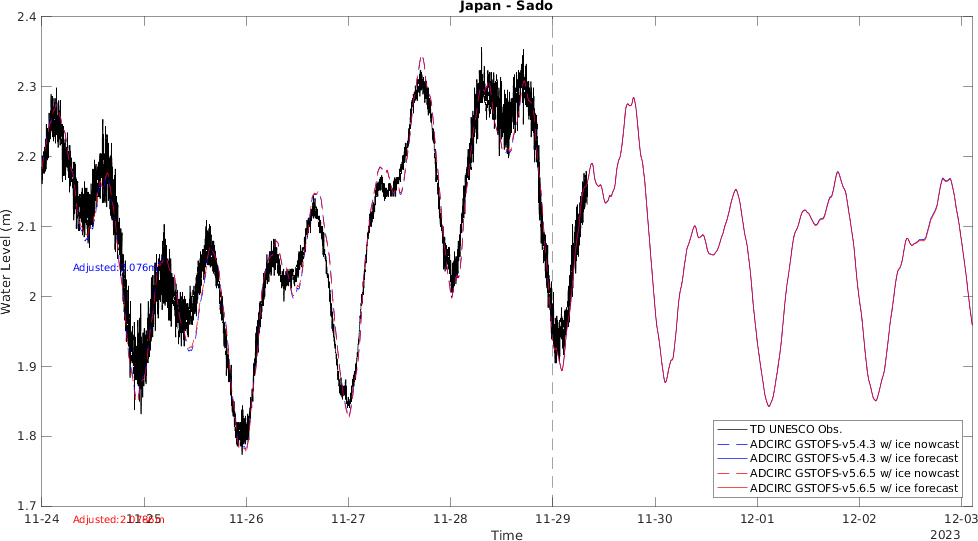 Japan - Sado
2.4
2.3
2.2
2.1
2
1.9
1.8
1.7
Water Level (m)
TD UNESCO Obs.
ADCIRC GSTOFS-v5.4.3 w/ ice nowcast
ADCIRC GSTOFS-v5.4.3 w/ ice forecast
ADCIRC GSTOFS-v5.6.5 w/ ice nowcast
ADCIRC GSTOFS-v5.6.5 w/ ice forecast
11-24 11-25 11-26 11-27 11-28 11-29 11-30 12-01 12-02 12-03
Time
2023